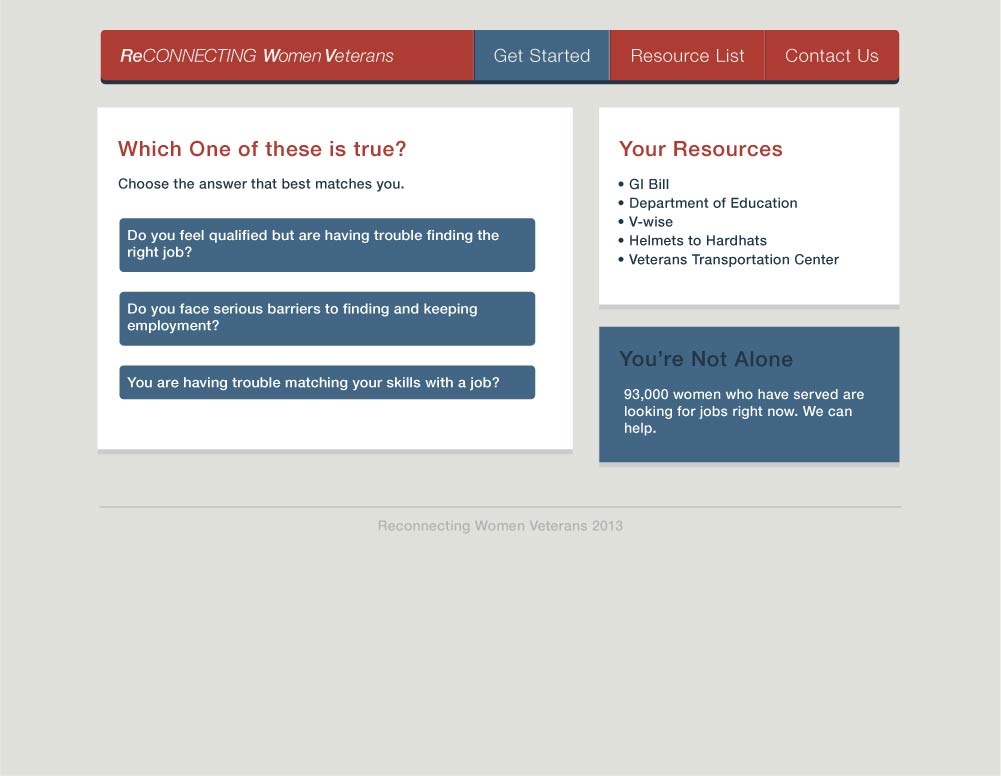 ReCONNECTING Women Veterans
Get Started
Resource List
Contact Us
Which One of these is true?
Choose the answer that best matches you.
Do you feel qualified but are having trouble finding the
right job?
Do you face serious barriers to finding and keeping
employment?
You are having trouble matching your skills with a job?
Your Resources
• GI Bill
• Department of Education
• V-wise
• Helmets to Hardhats
• Veterans Transportation Center
You're Not Alone
93,000 women who have served are
looking for jobs right now. We can
help.
Reconnecting Women Veterans 2013